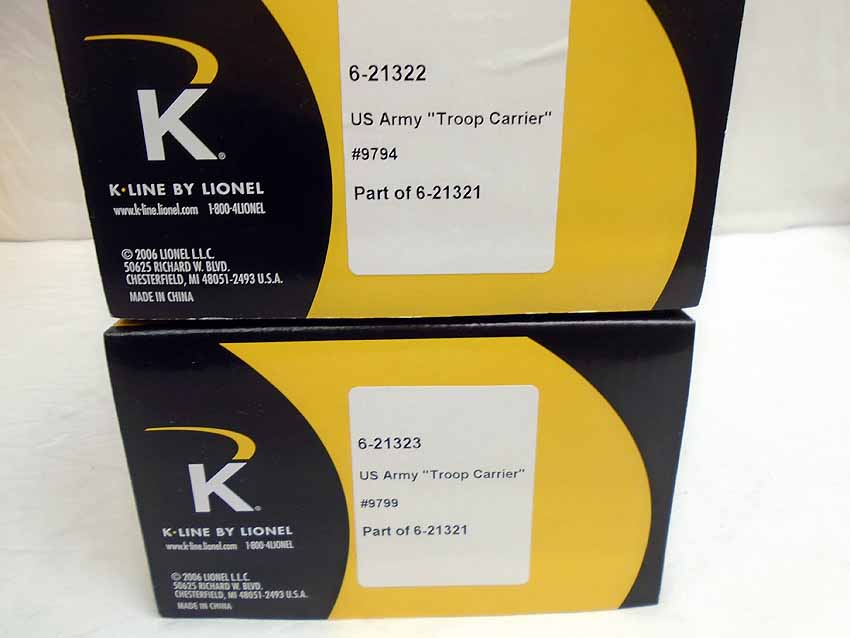 K®
K·LINE BY LIONEL
www.k-line.lionel.com 1-800-4LIONEL
© 2006 LIONEL L.L.C.
50625 RICHARD W. BLVD.
CHESTERFIELD, MI 48051-2493 U.S.A.
MADE IN CHINA
6-21322
US Army "Troop Carrier"
#9794
Part of 6-21321
K®
K·LINE BY LIONEL
www.k-line.lionel.com 1-800-4LIONEL
© 2006 LIONEL L.L.C.
50625 RICHARD W. BLVD.
CHESTERFIELD, MI 48051-2493 U.S.A.
MADE IN CHINA
6-21323
US Army "Troop Carrier"
#9799
Part of 6-21321